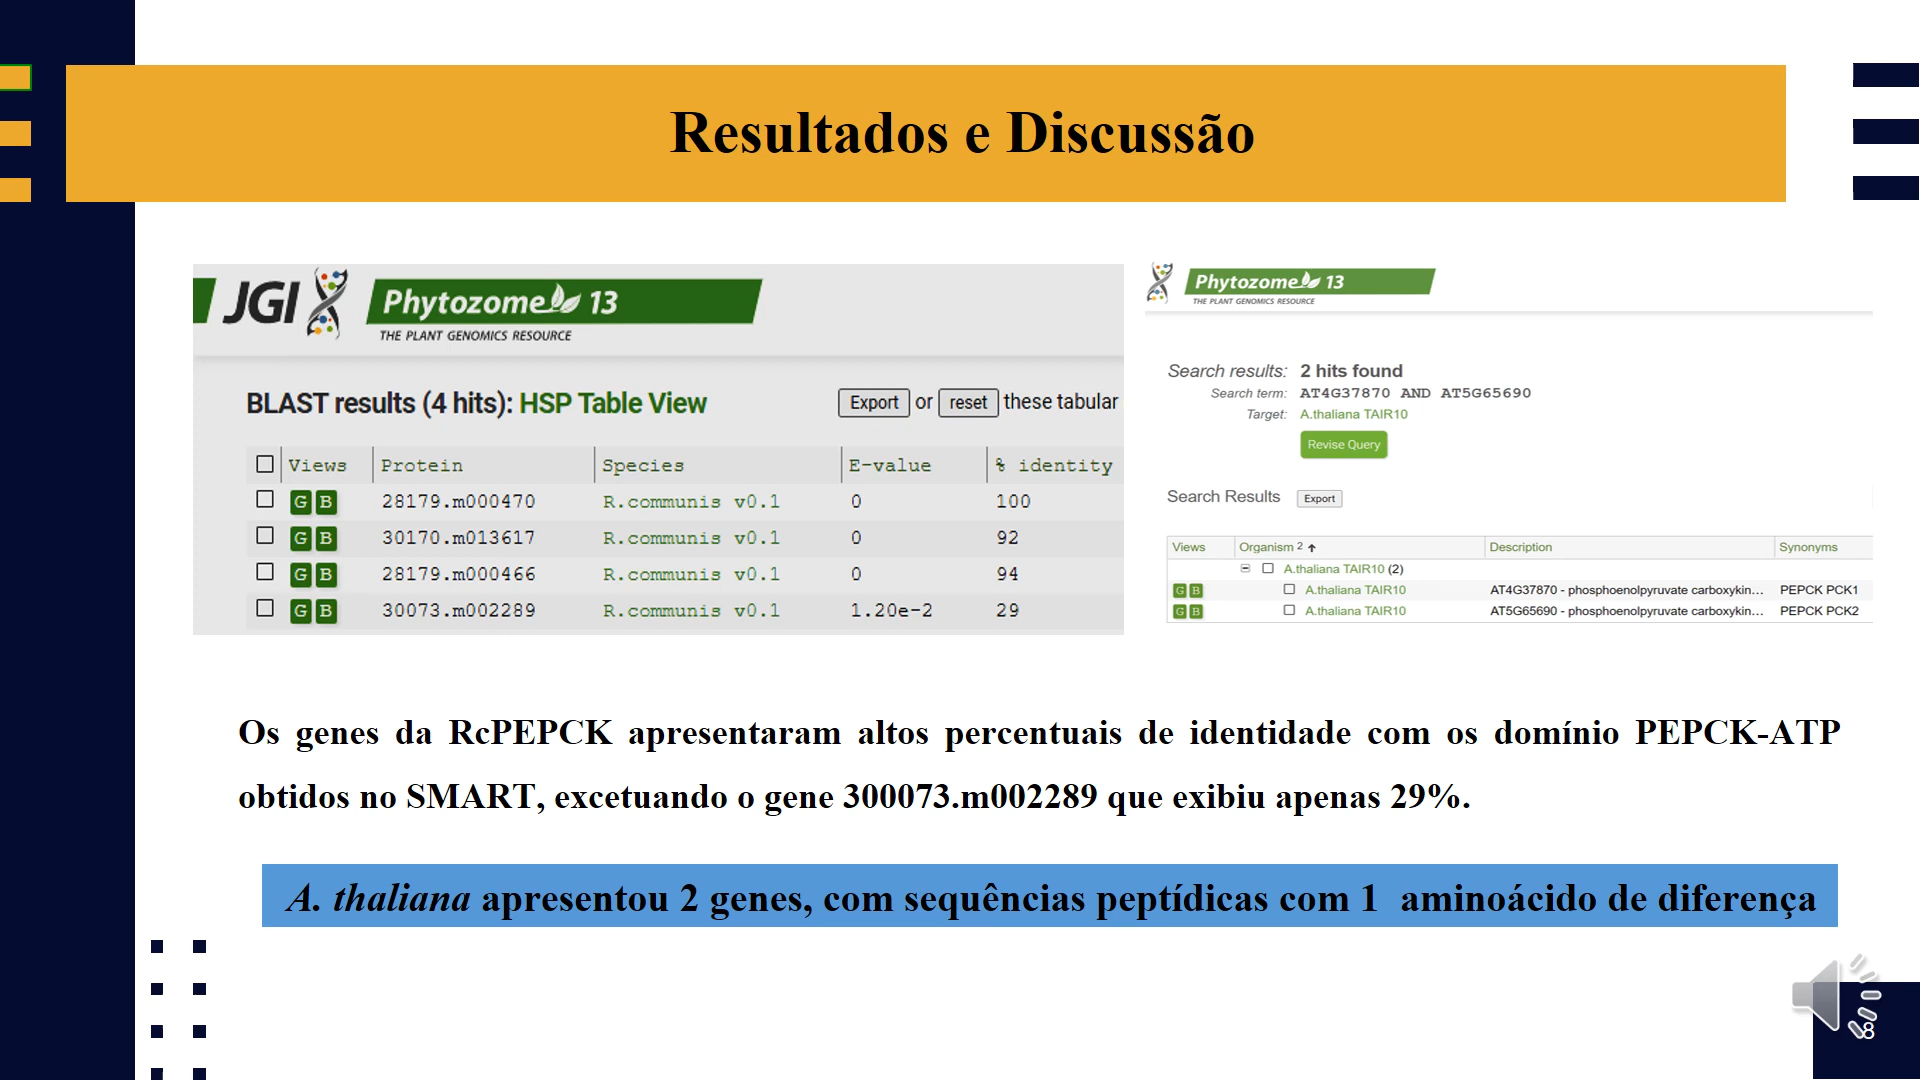 Resultados e Discussão
JGI Phytozome 13
THE PLANT GENOMICS RESOURCE
BLAST results (4 hits): HSP Table View Export or reset these tabular
Views Protein Species E-value % identity
G B 28179.m000470 R.communis v0.1 0 100
G B 30170.m013617 R.communis v0.1 0 92
G B 28179.m000466 R.communis v0.1 0 94
G B 30073.m002289 R.communis v0.1 1.20e-2 29
Phytozome 13
THE PLANT GENOMICS RESOURCE
Search results: 2 hits found
Search term: AT4G37870 AND AT5G65690
Target: A.thaliana TAIR10
Revise Query
Search Results Export
Views Organism 2 Description Synonyms
A.thaliana TAIR10 (2)
G B A.thaliana TAIR10 AT4G37870 - phosphoenolpyruvate carboxykin... PEPCK PCK1
G B A.thaliana TAIR10 AT5G65690 - phosphoenolpyruvate carboxykin... PEPCK PCK2
Os genes da RcPEPCK apresentaram altos percentuais de identidade com os domínio PEPCK-ATP
obtidos no SMART, excetuando o gene 300073.m002289 que exibiu apenas 29%.
A. thaliana apresentou 2 genes, com sequências peptídicas com 1 aminoácido de diferença
8